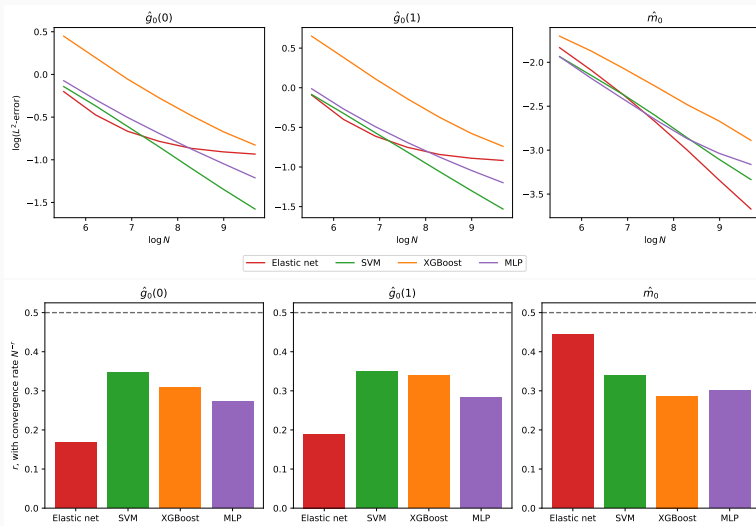 ĝ₀(0)
ĝ₀(1)
m̂₀
log(L²-error)
0.5
0.0
−0.5
−1.0
−1.5
0.5
0.0
−0.5
−1.0
−1.5
−2.0
−2.5
−3.0
−3.5
6 7 8 9
6 7 8 9
6 7 8 9
log N
log N
log N
Elastic net SVM XGBoost MLP
ĝ₀(0)
ĝ₀(1)
m̂₀
r, with convergence rate N⁻ʳ
0.5
0.4
0.3
0.2
0.1
0.0
0.5
0.4
0.3
0.2
0.1
0.0
0.5
0.4
0.3
0.2
0.1
0.0
Elastic net SVM XGBoost MLP
Elastic net SVM XGBoost MLP
Elastic net SVM XGBoost MLP